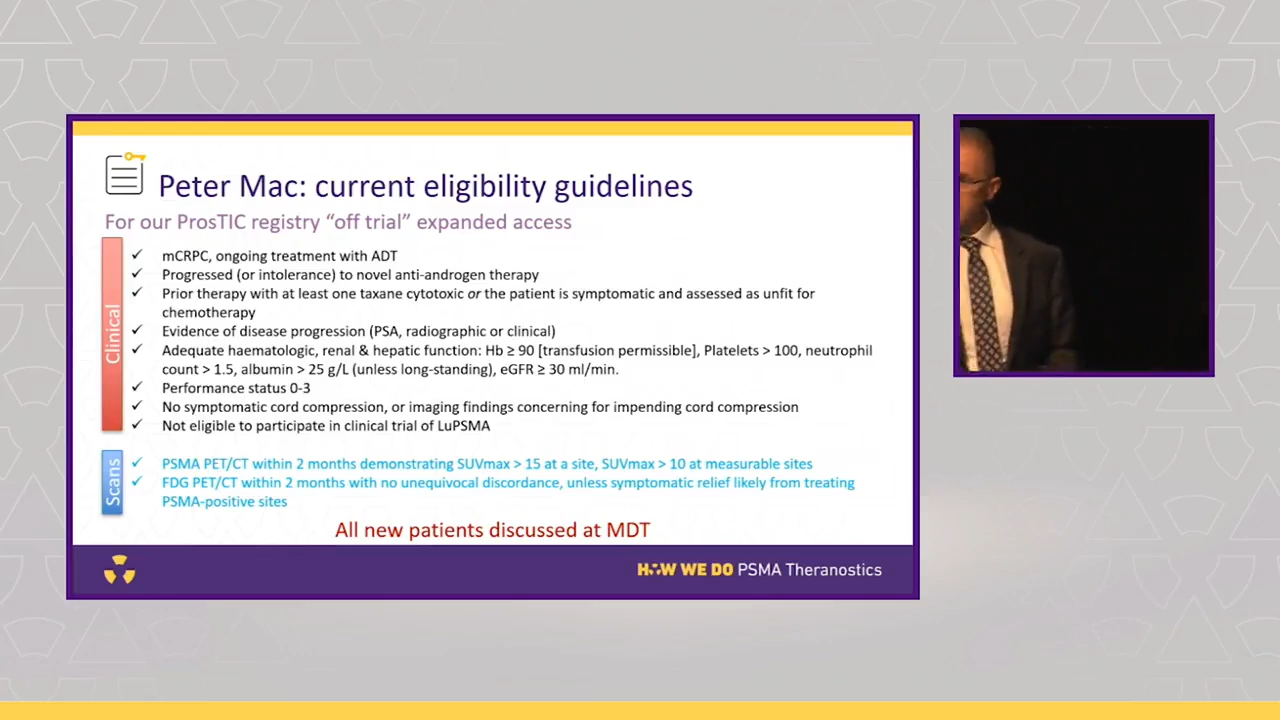 Peter Mac: current eligibility guidelines
For our ProsTIC registry “off trial” expanded access
Clinical
✓ mCRPC, ongoing treatment with ADT
✓ Progressed (or intolerance) to novel anti-androgen therapy
✓ Prior therapy with at least one taxane cytotoxic or the patient is symptomatic and assessed as unfit for
chemotherapy
✓ Evidence of disease progression (PSA, radiographic or clinical)
✓ Adequate haematologic, renal & hepatic function: Hb ≥ 90 [transfusion permissible], Platelets > 100, neutrophil
count > 1.5, albumin > 25 g/L (unless long-standing), eGFR ≥ 30 ml/min.
✓ Performance status 0-3
✓ No symptomatic cord compression, or imaging findings concerning for impending cord compression
✓ Not eligible to participate in clinical trial of LuPSMA
Scans
✓ PSMA PET/CT within 2 months demonstrating SUVmax > 15 at a site, SUVmax > 10 at measurable sites
✓ FDG PET/CT within 2 months with no unequivocal discordance, unless symptomatic relief likely from treating
PSMA-positive sites
All new patients discussed at MDT
HOW WE DO PSMA Theranostics